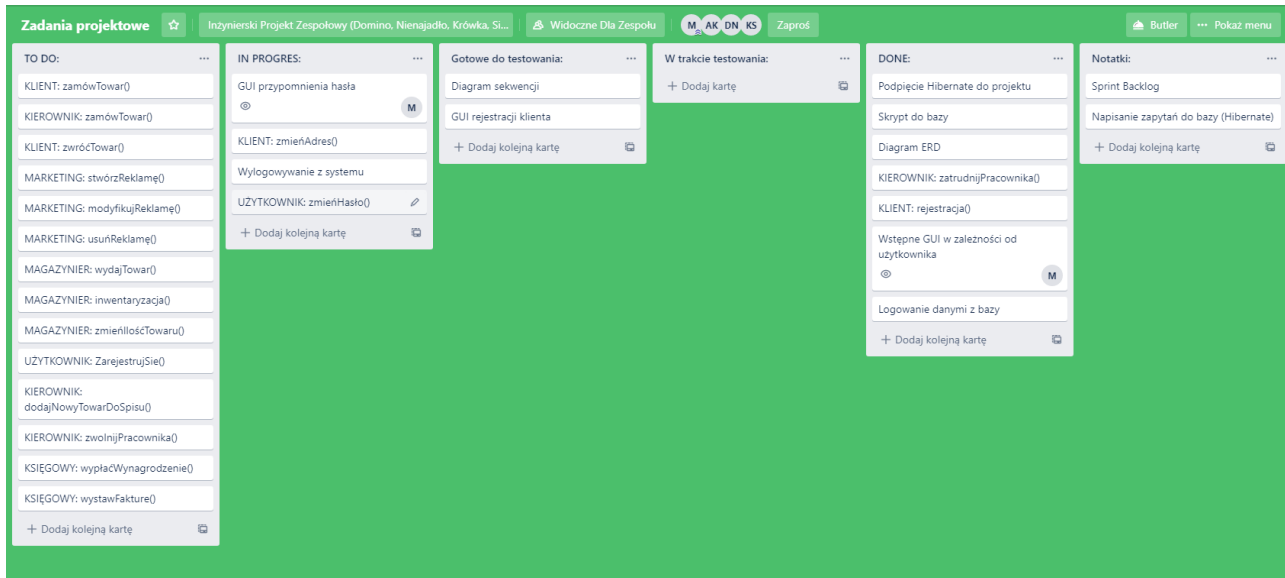 Zadania projektowe
Inżynierski Projekt Zespołowy (Domino, Nienajadło, Krówka, Si...
Widoczne Dla Zespołu
M AK DN KS
Zaproś
Butler
Pokaż menu
TO DO:
KLIENT: zamówTowar()
KIEROWNIK: zamówTowar()
KLIENT: zwróćTowar()
MARKETING: stwórzReklamę()
MARKETING: modyfikujReklamę()
MARKETING: usuńReklamę()
MAGAZYNIER: wydajTowar()
MAGAZYNIER: inwentaryzacja()
MAGAZYNIER: zmieńIlośćTowaru()
UŻYTKOWNIK: ZarejestrujSie()
KIEROWNIK:
dodajNowyTowarDoSpisu()
KIEROWNIK: zwolnijPracownika()
KSIĘGOWY: wypłaćWynagrodzenie()
KSIĘGOWY: wystawFakture()
+ Dodaj kolejną kartę
IN PROGRES:
GUI przypomnienia hasła
M
KLIENT: zmieńAdres()
Wylogowywanie z systemu
UŻYTKOWNIK: zmieńHasło()
+ Dodaj kolejną kartę
Gotowe do testowania:
Diagram sekwencji
GUI rejestracji klienta
+ Dodaj kolejną kartę
W trakcie testowania:
+ Dodaj kartę
DONE:
Podpięcie Hibernate do projektu
Skrypt do bazy
Diagram ERD
KIEROWNIK: zatrudnijPracownika()
KLIENT: rejestracja()
Wstępne GUI w zależności od
użytkownika
M
Logowanie danymi z bazy
+ Dodaj kolejną kartę
Notatki:
Sprint Backlog
Napisanie zapytań do bazy (Hibernate)
+ Dodaj kolejną kartę